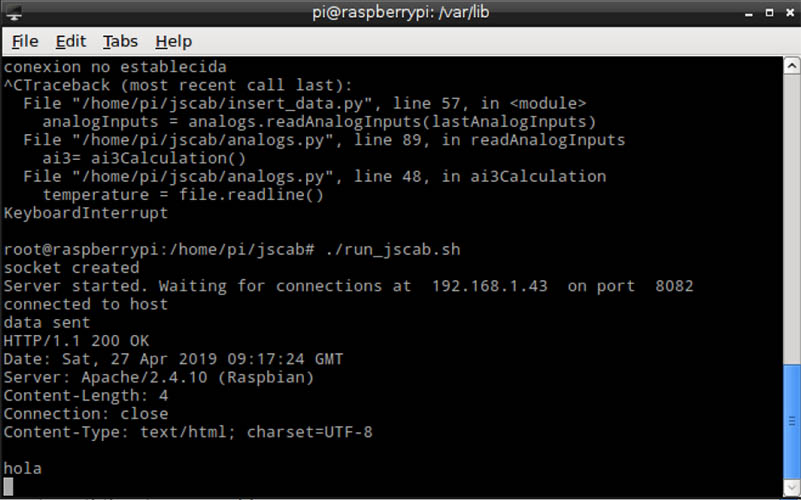 pi@raspberrypi: /var/lib
File Edit Tabs Help
conexion no establecida
^CTraceback (most recent call last):
  File "/home/pi/jscab/insert_data.py", line 57, in <module>
    analogInputs = analogs.readAnalogInputs(lastAnalogInputs)
  File "/home/pi/jscab/analogs.py", line 89, in readAnalogInputs
    ai3= ai3Calculation()
  File "/home/pi/jscab/analogs.py", line 48, in ai3Calculation
    temperature = file.readline()
KeyboardInterrupt
root@raspberrypi:/home/pi/jscab# ./run_jscab.sh
socket created
Server started. Waiting for connections at  192.168.1.43  on port  8082
connected to host
data sent
HTTP/1.1 200 OK
Date: Sat, 27 Apr 2019 09:17:24 GMT
Server: Apache/2.4.10 (Raspbian)
Content-Length: 4
Connection: close
Content-Type: text/html; charset=UTF-8
hola